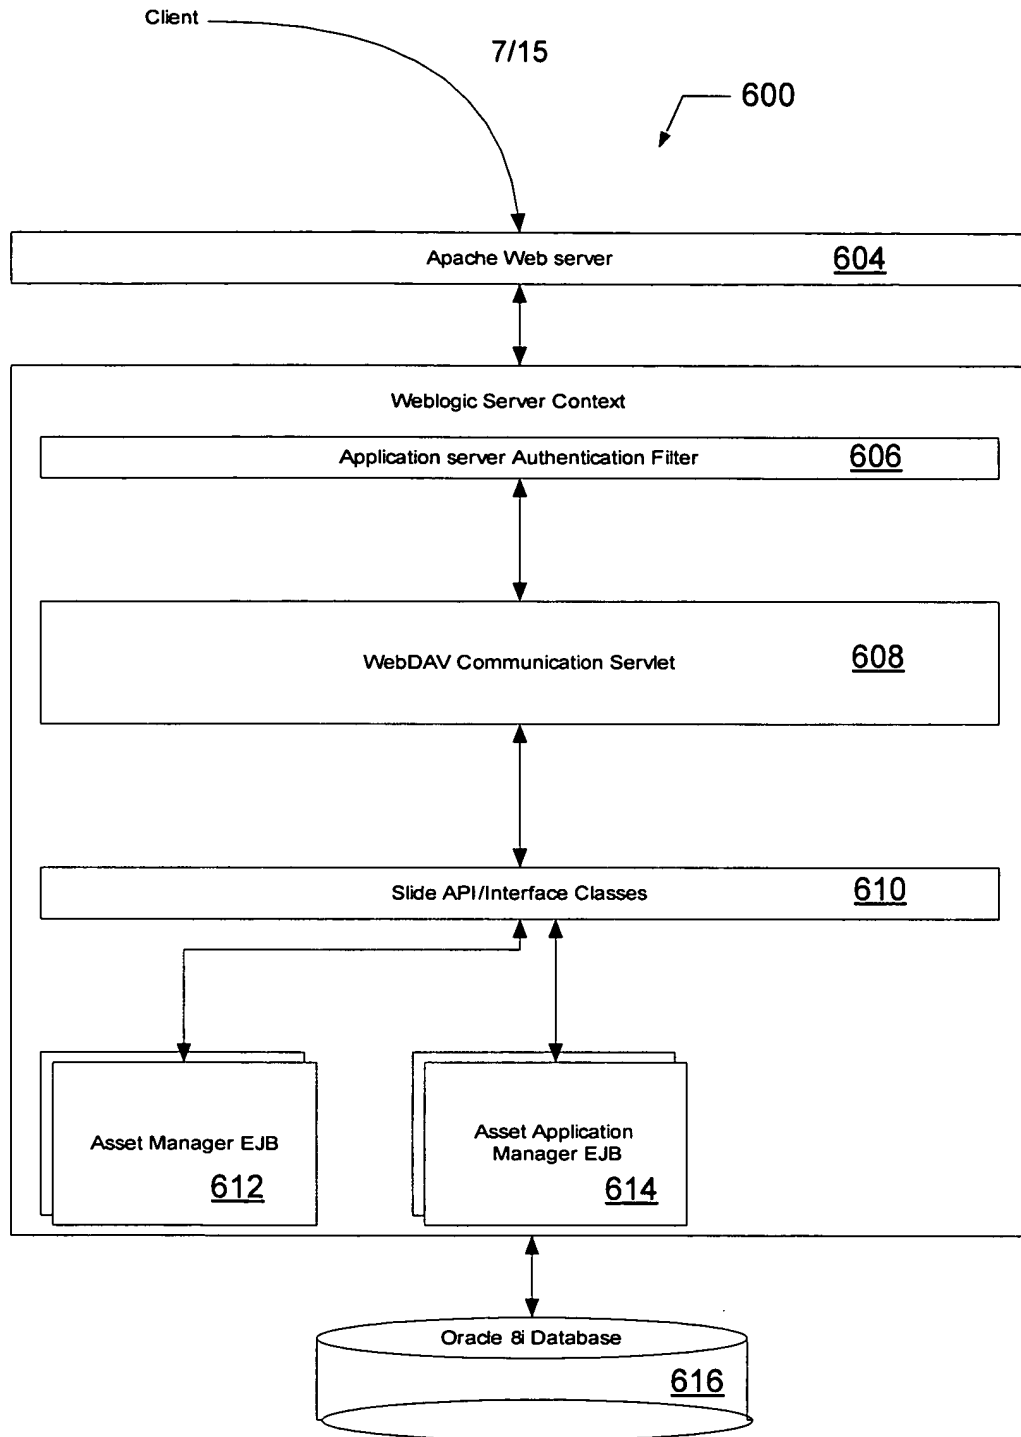 Client
7/15
600
Apache Web server 604
Weblogic Server Context
Application server Authentication Filter 606
WebDAV Communication Servlet 608
Slide API/Interface Classes 610
Asset Manager EJB
612
Asset Application
Manager EJB
614
Oracle 8i Database
616